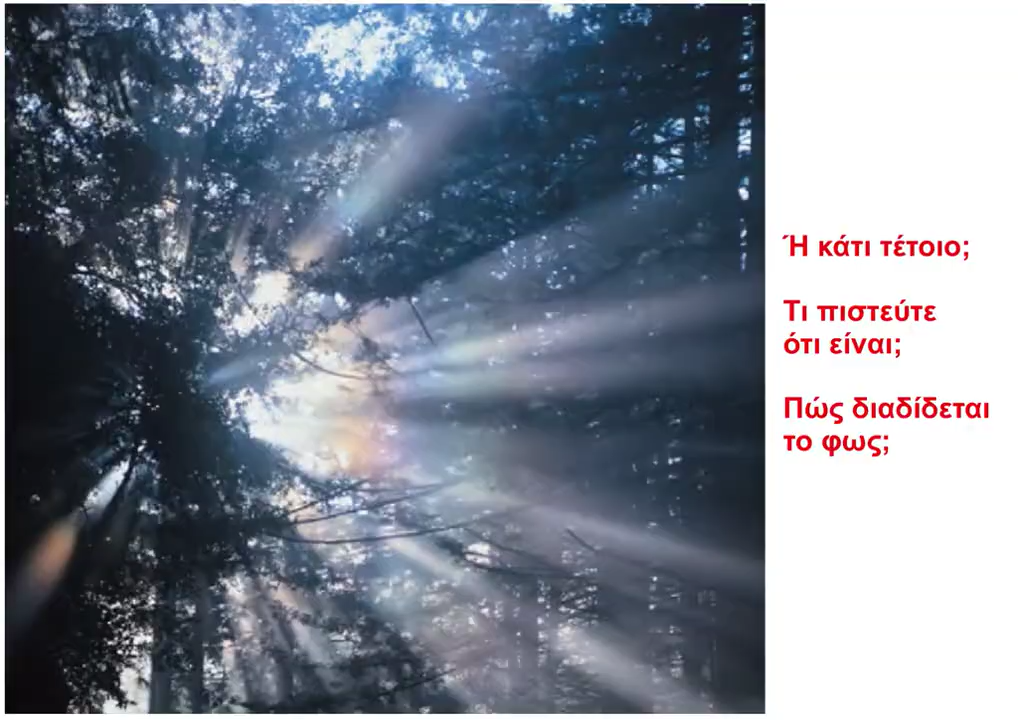 Ή κάτι τέτοιο;
Τι πιστεύτε
ότι είναι;
Πώς διαδίδεται
το φως;